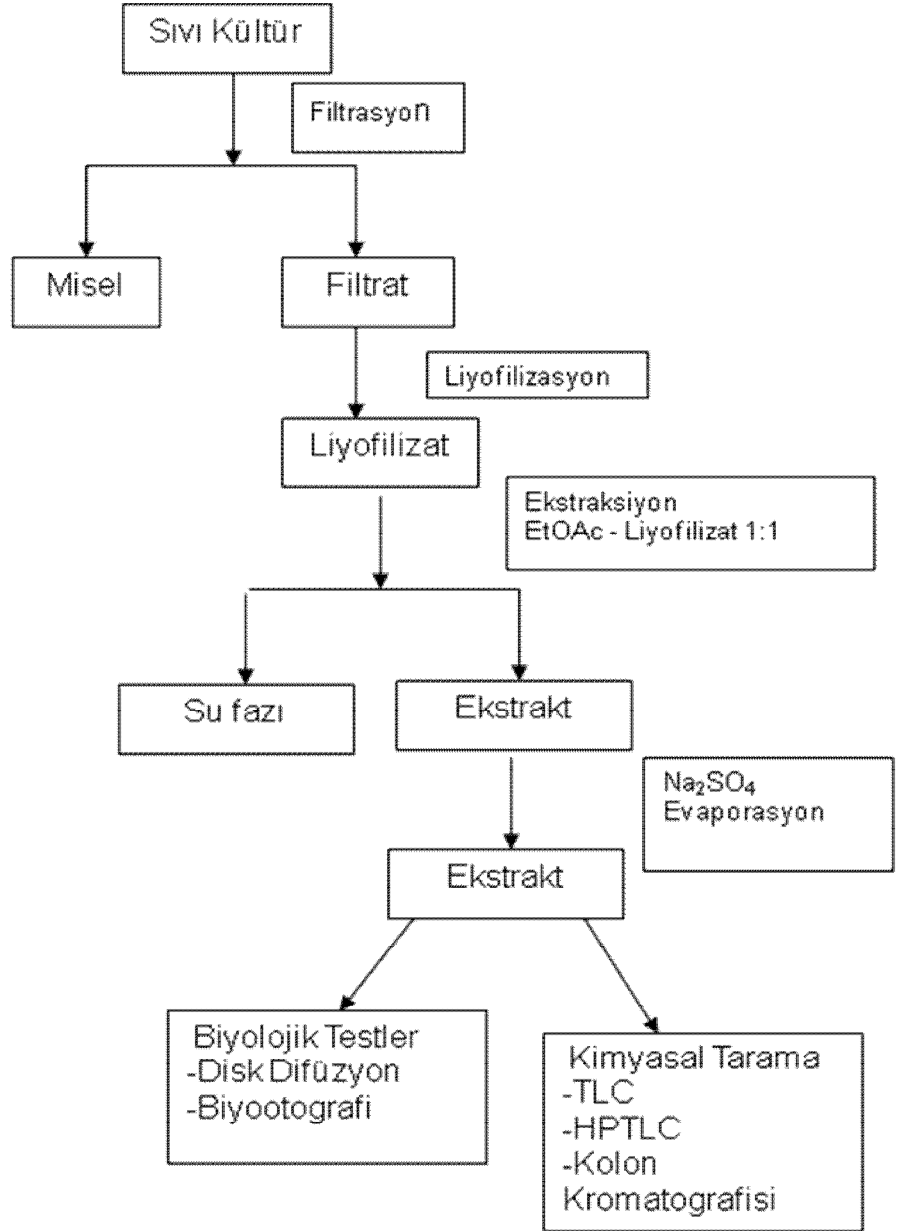 Sıvı Kültür
Filtrasyon
Misel
Filtrat
Liyofilizasyon
Liyofilizat
Ekstraksiyon
EtOAc - Liyofilizat 1:1
Su fazı
Ekstrakt
Na₂SO₄
Evaporasyon
Ekstrakt
Biyolojik Testler
-Disk Difüzyon
-Biyootografi
Kimyasal Tarama
-TLC
-HPTLC
-Kolon
Kromatografisi